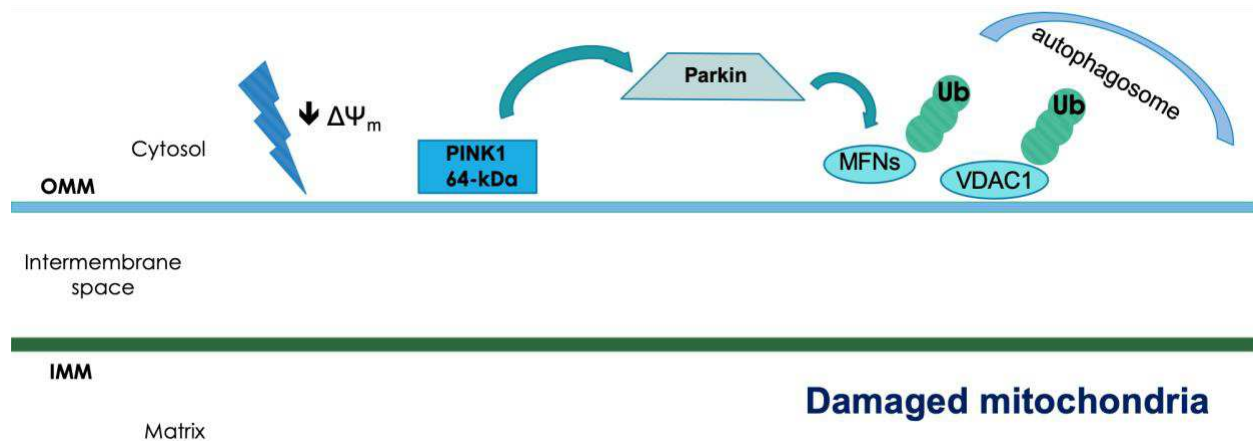 autophagosome
Parkin
Ub
Ub
↓ ΔΨm
Cytosol
PINK1
64-kDa
MFNs
VDAC1
OMM
Intermembrane
space
IMM
Damaged mitochondria
Matrix